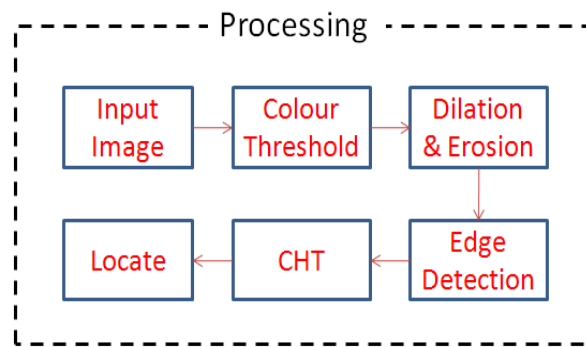 Processing
Input
Image
Colour
Threshold
Dilation
& Erosion
Edge
Detection
CHT
Locate